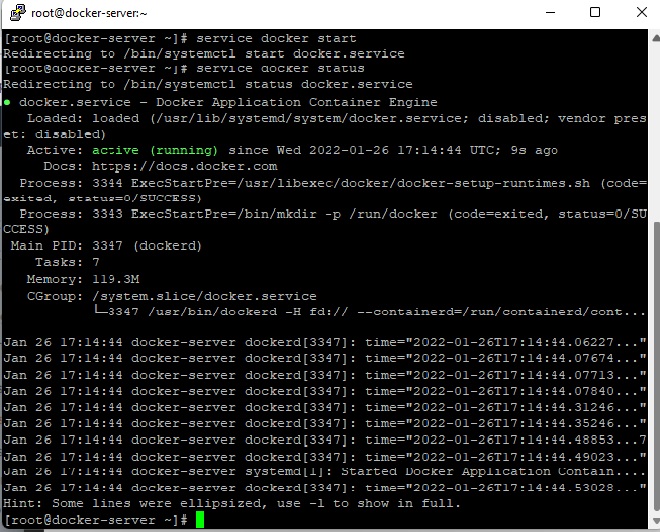 root@docker-server:~
[root@docker-server ~]# service docker start
Redirecting to /bin/systemctl start docker.service
[root@docker-server ~]# service docker status
Redirecting to /bin/systemctl status docker.service
● docker.service - Docker Application Container Engine
   Loaded: loaded (/usr/lib/systemd/system/docker.service; disabled; vendor pres
et: disabled)
   Active: active (running) since Wed 2022-01-26 17:14:44 UTC; 9s ago
     Docs: https://docs.docker.com
  Process: 3344 ExecStartPre=/usr/libexec/docker/docker-setup-runtimes.sh (code=
exited, status=0/SUCCESS)
  Process: 3343 ExecStartPre=/bin/mkdir -p /run/docker (code=exited, status=0/SU
CCESS)
 Main PID: 3347 (dockerd)
    Tasks: 7
   Memory: 119.3M
   CGroup: /system.slice/docker.service
           └─3347 /usr/bin/dockerd -H fd:// --containerd=/run/containerd/cont...
Jan 26 17:14:44 docker-server dockerd[3347]: time="2022-01-26T17:14:44.06227..."
Jan 26 17:14:44 docker-server dockerd[3347]: time="2022-01-26T17:14:44.07674..."
Jan 26 17:14:44 docker-server dockerd[3347]: time="2022-01-26T17:14:44.07713..."
Jan 26 17:14:44 docker-server dockerd[3347]: time="2022-01-26T17:14:44.07840..."
Jan 26 17:14:44 docker-server dockerd[3347]: time="2022-01-26T17:14:44.31246..."
Jan 26 17:14:44 docker-server dockerd[3347]: time="2022-01-26T17:14:44.35246..."
Jan 26 17:14:44 docker-server dockerd[3347]: time="2022-01-26T17:14:44.48853...7
Jan 26 17:14:44 docker-server dockerd[3347]: time="2022-01-26T17:14:44.49023..."
Jan 26 17:14:44 docker-server systemd[1]: Started Docker Application Contain....
Jan 26 17:14:44 docker-server dockerd[3347]: time="2022-01-26T17:14:44.53028..."
Hint: Some lines were ellipsized, use -l to show in full.
[root@docker-server ~]#